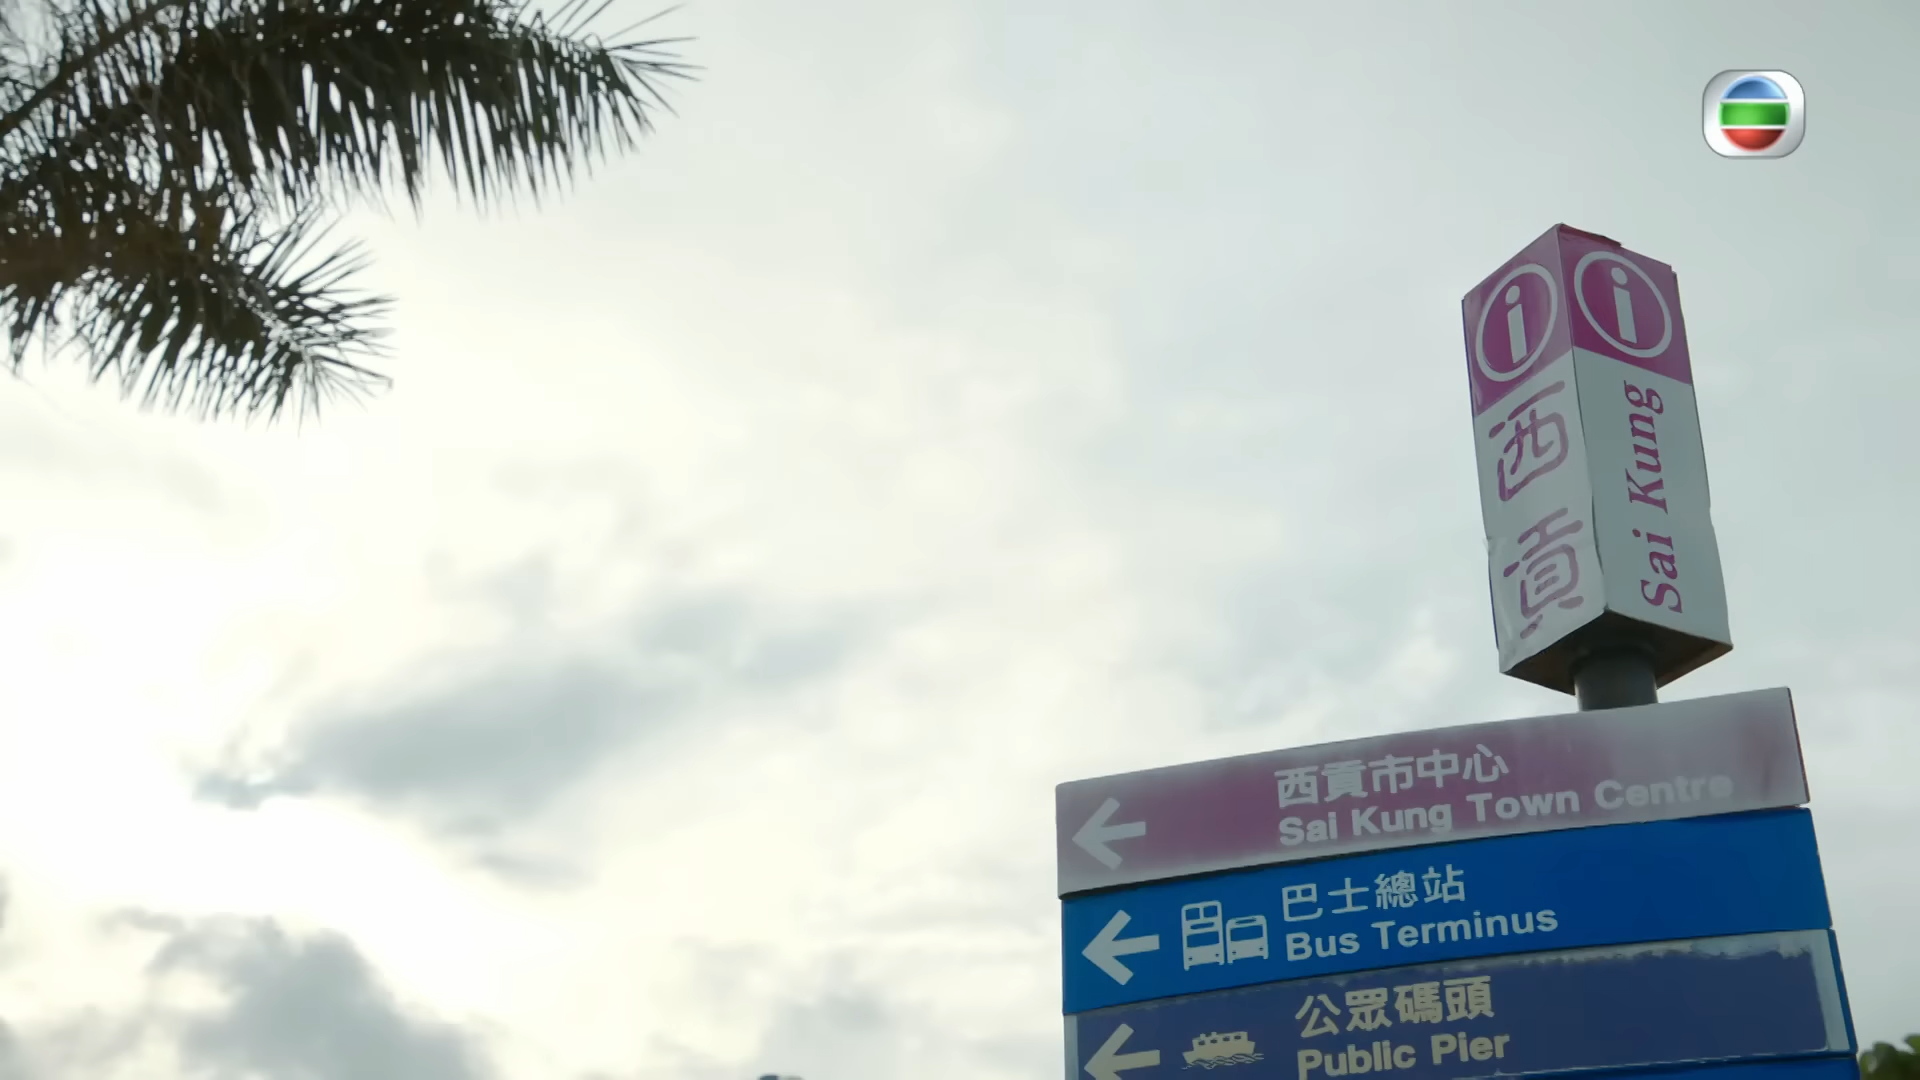 i i
西貢
Sai Kung
西貢市中心
Sai Kung Town Centre
巴士總站
Bus Terminus
公眾碼頭
Public Pier